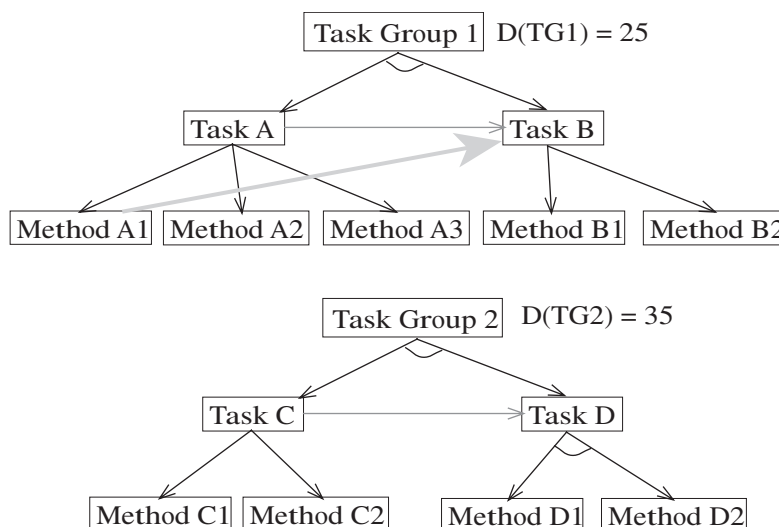 Task Group 1 D(TG1) = 25
Task A Task B
Method A1 Method A2 Method A3 Method B1 Method B2
Task Group 2 D(TG2) = 35
Task C Task D
Method C1 Method C2 Method D1 Method D2